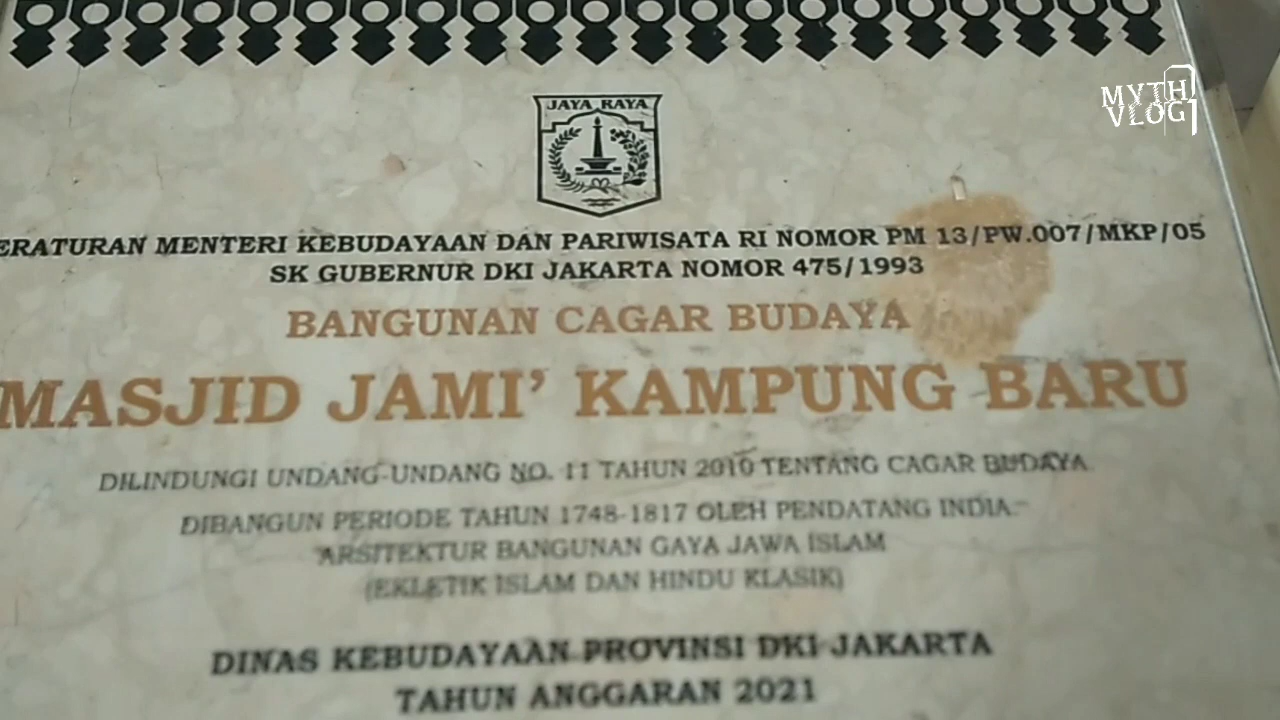 MYTH
VLOG
JAYA RAYA
ERATURAN MENTERI KEBUDAYAAN DAN PARIWISATA RI NOMOR PM 13/PW.007/MKP/05
SK GUBERNUR DKI JAKARTA NOMOR 475/1993
BANGUNAN CAGAR BUDAYA
MASJID JAMI’ KAMPUNG BARU
DILINDUNGI UNDANG-UNDANG NO. 11 TAHUN 2010 TENTANG CAGAR BUDAYA
DIBANGUN PERIODE TAHUN 1748-1817 OLEH PENDATANG INDIA
ARSITEKTUR BANGUNAN GAYA JAWA ISLAM
(EKLETIK ISLAM DAN HINDU KLASIK)
DINAS KEBUDAYAAN PROVINSI DKI JAKARTA
TAHUN ANGGARAN 2021